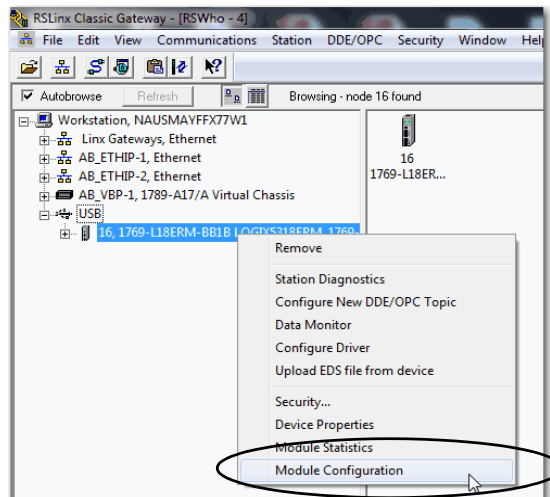 RSLinx Classic Gateway - [RSWho - 4]
File Edit View Communications Station DDE/OPC Security Window
Autobrowse Refresh Browsing - node 16 found
Workstation, NAUSMAYFFX77W1
Linx Gateways, Ethernet
AB_ETHIP-1, Ethernet
AB_ETHIP-2, Ethernet
AB_VBP-1, 1789-A17/A Virtual Chassis
USB
16, 1769-L18ERM-BB1B LOGIX5318ERM, 1769-
16
1769-L18ER...
Remove
Station Diagnostics
Configure New DDE/OPC Topic
Data Monitor
Configure Driver
Upload EDS file from device
Security...
Device Properties
Module Statistics
Module Configuration